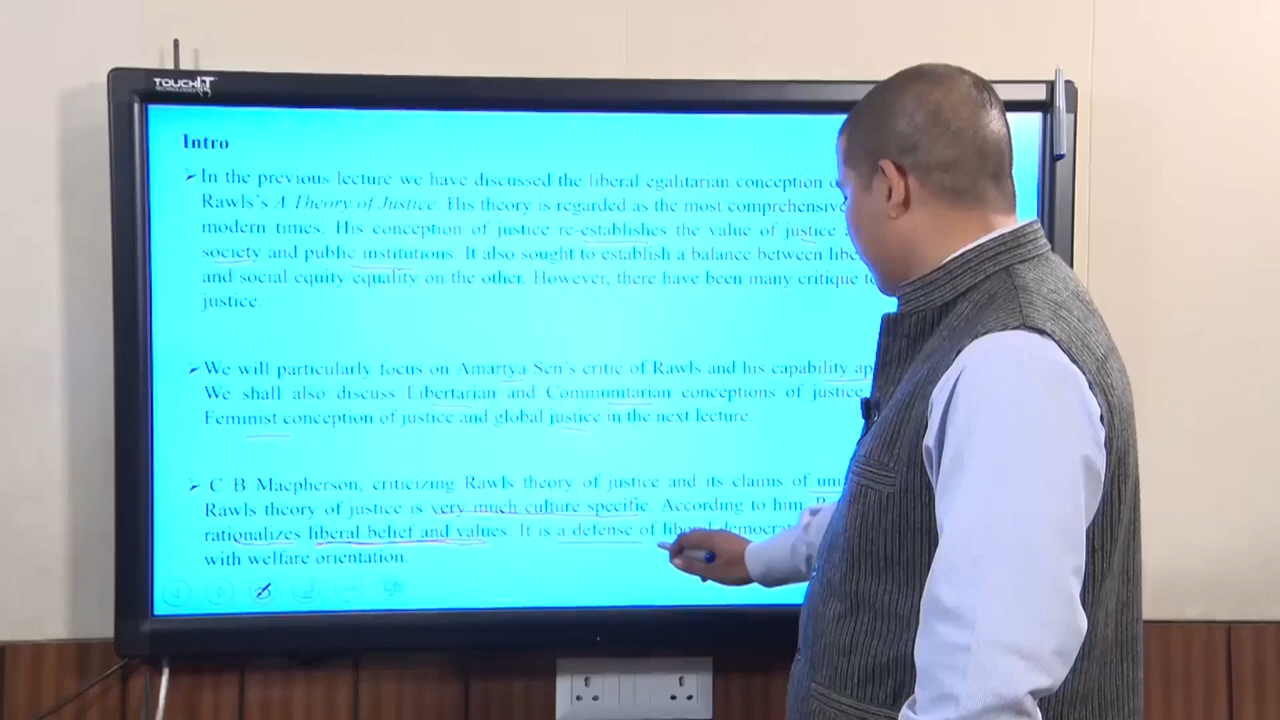 TOUCHIT
TECHNOLOGIES
Intro
➢In the previous lecture we have discussed the liberal egalitarian conception
Rawls's A Theory of Justice. His theory is regarded as the most comprehensive
modern times. His conception of justice re-establishes the value of justice
society and public institutions. It also sought to establish a balance between
and social equity equality on the other. However, there have been many critique
justice.
➢We will particularly focus on Amartya Sen's critic of Rawls and his capability
We shall also discuss Libertarian and Communitarian conceptions of justice
Feminist conception of justice and global justice in the next lecture.
➢ C B Macpherson, criticizing Rawls theory of justice and its claims of
Rawls theory of justice is very much culture specific. According to him,
rationalizes liberal belief and values. It is a defense of liberal
with welfare orientation.